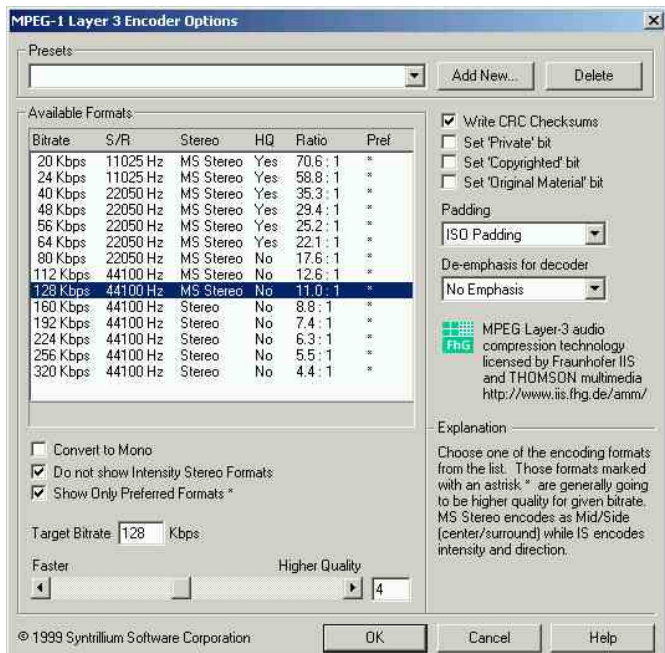 MPEG-1 Layer 3 Encoder Options
Presets
Add New...
Delete
Available Formats
Bitrate S/R Stereo HQ Ratio Pref
20 Kbps 11025 Hz MS Stereo Yes 70.6 : 1 *
24 Kbps 11025 Hz MS Stereo Yes 58.8 : 1 *
40 Kbps 22050 Hz MS Stereo Yes 35.3 : 1 *
48 Kbps 22050 Hz MS Stereo Yes 29.4 : 1 *
56 Kbps 22050 Hz MS Stereo Yes 25.2 : 1 *
64 Kbps 22050 Hz MS Stereo Yes 22.1 : 1 *
80 Kbps 22050 Hz MS Stereo No 17.6 : 1 *
112 Kbps 44100 Hz MS Stereo No 12.6 : 1 *
128 Kbps 44100 Hz MS Stereo No 11.0 : 1 *
160 Kbps 44100 Hz Stereo No 8.8 : 1 *
192 Kbps 44100 Hz Stereo No 7.4 : 1 *
224 Kbps 44100 Hz Stereo No 6.3 : 1 *
256 Kbps 44100 Hz Stereo No 5.5 : 1 *
320 Kbps 44100 Hz Stereo No 4.4 : 1 *
Convert to Mono
Do not show Intensity Stereo Formats
Show Only Preferred Formats *
Target Bitrate 128 Kbps
Faster Higher Quality
4
Write CRC Checksums
Set 'Private' bit
Set 'Copyrighted' bit
Set 'Original Material' bit
Padding
ISO Padding
De-emphasis for decoder
No Emphasis
FhG
MPEG Layer-3 audio
compression technology
licensed by Fraunhofer IIS
and THOMSON multimedia
http://www.iis.fhg.de/amm/
Explanation
Choose one of the encoding formats
from the list. Those formats marked
with an astrisk * are generally going
to be higher quality for given bitrate.
MS Stereo encodes as Mid/Side
(center/surround) while IS encodes
intensity and direction.
© 1999 Syntrillium Software Corporation
OK
Cancel
Help